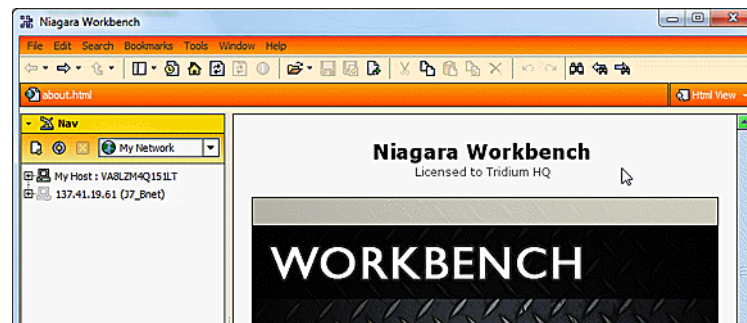 Niagara Workbench
File Edit Search Bookmarks Tools Window Help
about.html
Html View
Nav
My Network
My Host : VA8LZM4Q151LT
137.41.19.61 (J7_Bnet)
Niagara Workbench
Licensed to Tridium HQ
WORKBENCH